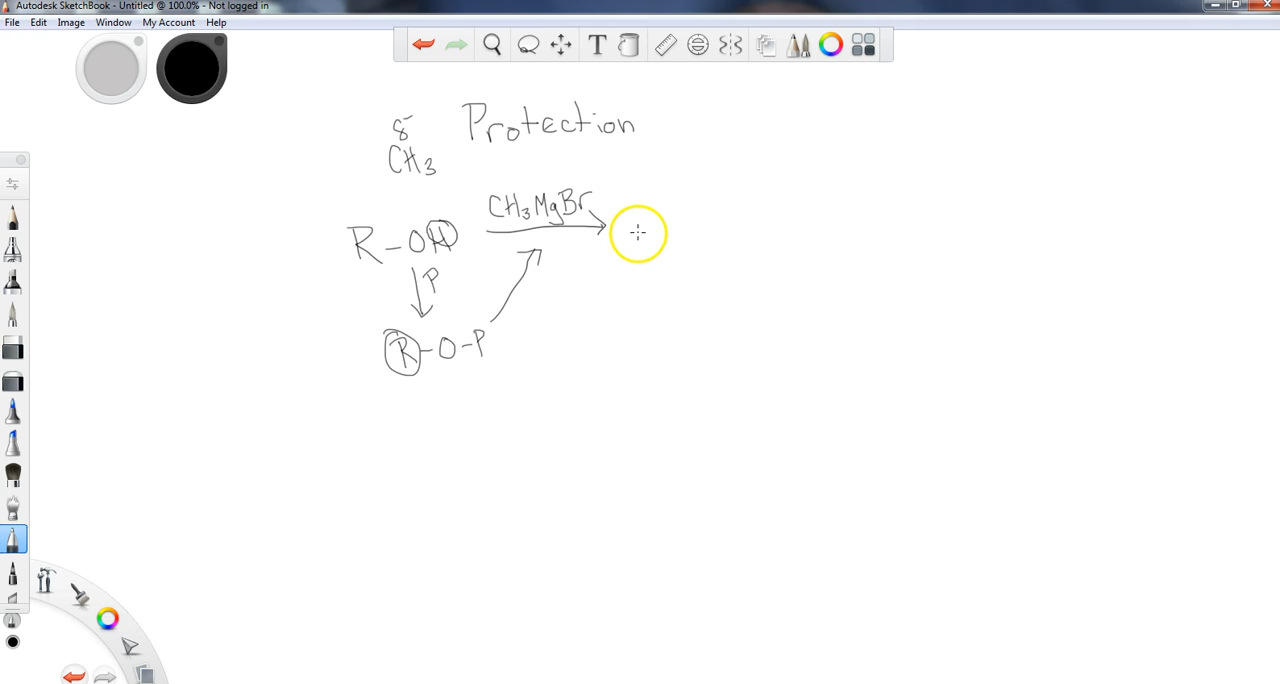 Autodesk SketchBook - Untitled @ 100.0% - Not logged in
File Edit Image Window My Account Help
Protection
δ-
CH3
CH3MgBr
R-OH
P
R-O-P